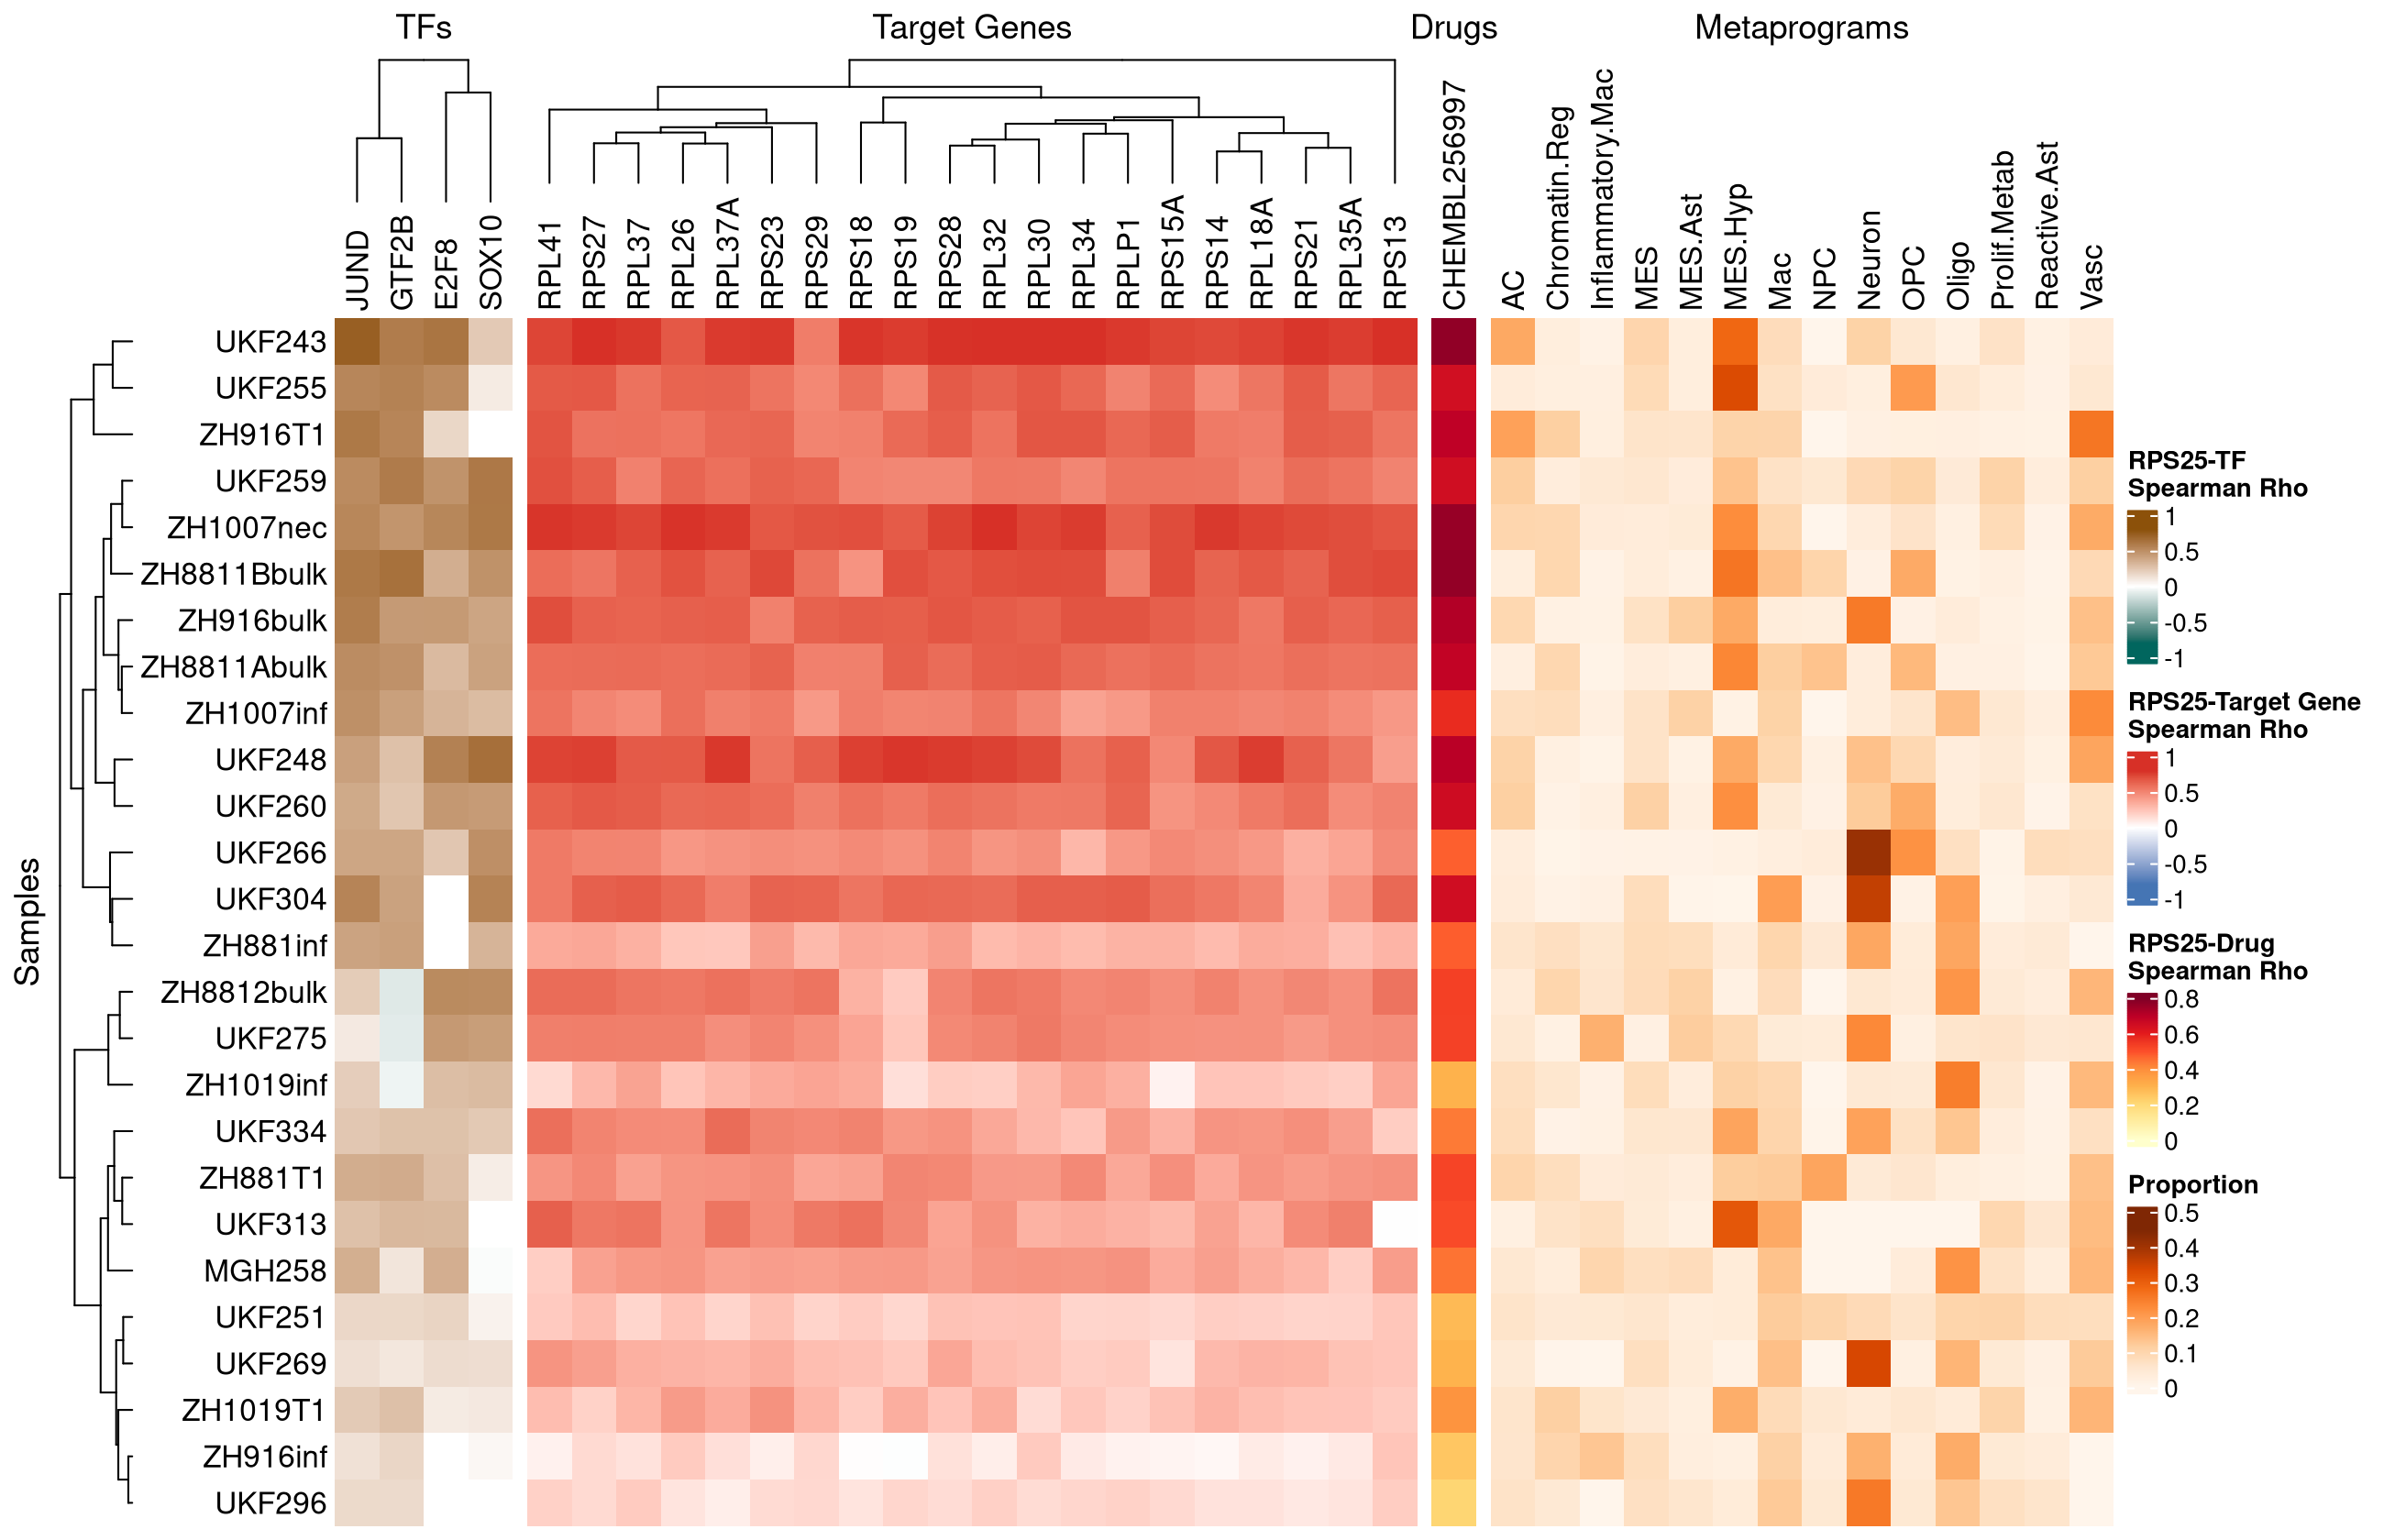 TFs
Target Genes
Drugs
Metaprograms
JUND
GTF2B
E2F8
SOX10
RPL41
RPS27
RPL37
RPL26
RPL37A
RPS23
RPS29
RPS18
RPS19
RPS28
RPL32
RPL30
RPL34
RPLP1
RPS15A
RPS14
RPL18A
RPS21
RPL35A
RPS13
CHEMBL256997
AC
Chromatin.Reg
Inflammatory.Mac
MES
MES.Ast
MES.Hyp
Mac
NPC
Neuron
OPC
Oligo
Prolif.Metab
Reactive.Ast
Vasc
Samples
UKF243
UKF255
ZH916T1
UKF259
ZH1007nec
ZH8811Bbulk
ZH916bulk
ZH8811Abulk
ZH1007inf
UKF248
UKF260
UKF266
UKF304
ZH881inf
ZH8812bulk
UKF275
ZH1019inf
UKF334
ZH881T1
UKF313
MGH258
UKF251
UKF269
ZH1019T1
ZH916inf
UKF296
RPS25-TF
Spearman Rho
1
0.5
0
-0.5
-1
RPS25-Target Gene
Spearman Rho
1
0.5
0
-0.5
-1
RPS25-Drug
Spearman Rho
0.8
0.6
0.4
0.2
0
Proportion
0.5
0.4
0.3
0.2
0.1
0